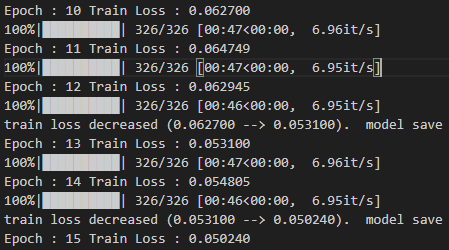 Epoch : 10 Train Loss : 0.062700
100%|██████████| 326/326 [00:47<00:00,  6.95it/s]
Epoch : 11 Train Loss : 0.064749
100%|██████████| 326/326 [00:47<00:00,  6.95it/s]
Epoch : 12 Train Loss : 0.062945
100%|██████████| 326/326 [00:46<00:00,  6.95it/s]
train loss decreased (0.062700 --> 0.053100).  model save
Epoch : 13 Train Loss : 0.053100
100%|██████████| 326/326 [00:47<00:00,  6.96it/s]
Epoch : 14 Train Loss : 0.054805
100%|██████████| 326/326 [00:46<00:00,  6.95it/s]
train loss decreased (0.053100 --> 0.050240).  model save
Epoch : 15 Train Loss : 0.050240